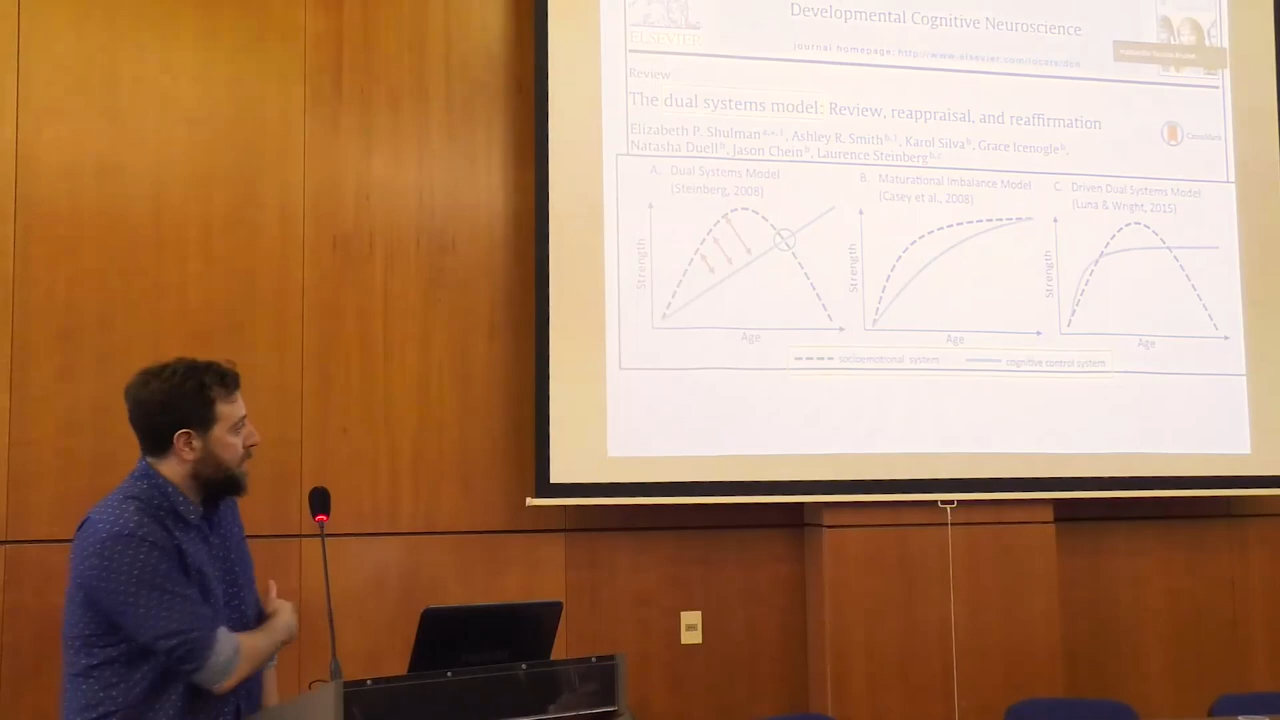 Developmental Cognitive Neuroscience
ELSEVIER
journal homepage: http://www.elsevier.com/locate/dcn
Review
The dual systems model: Review, reappraisal, and reaffirmation
CrossMark
Elizabeth P. Shulman a,*,1, Ashley R. Smith b,1, Karol Silva b, Grace Icenogle b,
Natasha Duell b, Jason Chein b, Laurence Steinberg b,c
A. Dual Systems Model
(Steinberg, 2008)
B. Maturational Imbalance Model
(Casey et al., 2008)
C. Driven Dual Systems Model
(Luna & Wright, 2015)
Strength
Age
Strength
Age
Strength
Age
socioemotional system
cognitive control system